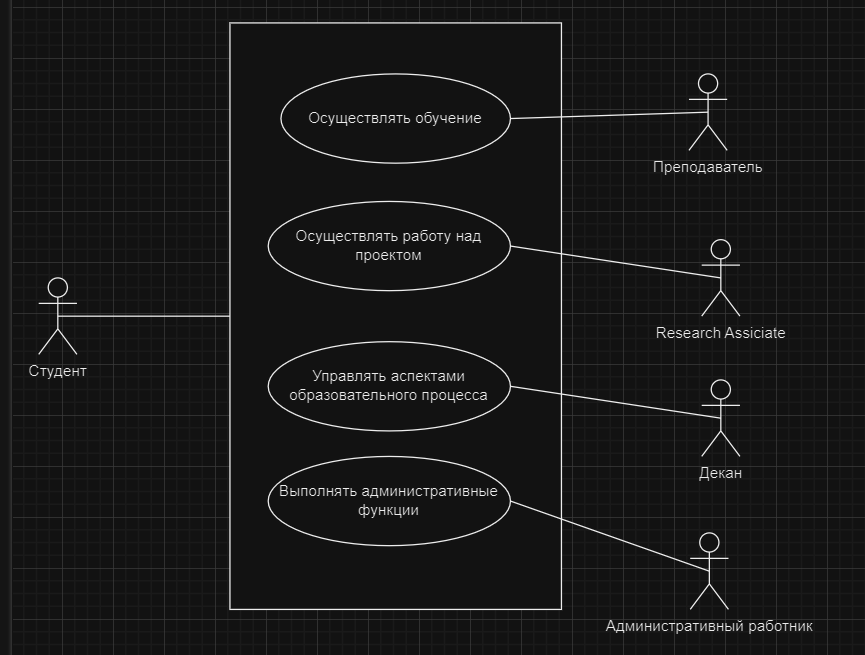 Осуществлять обучение
Преподаватель
Осуществлять работу над
проектом
Research Assiciate
Студент
Управлять аспектами
образовательного процесса
Декан
Выполнять административные
функции
Административный работник